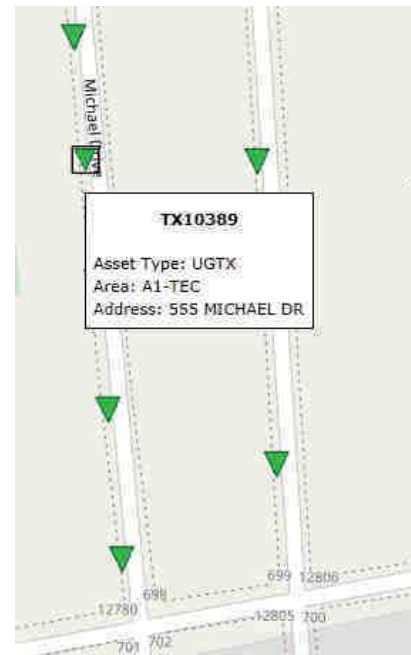 Michael Drive
TX10389
Asset Type: UGTX
Area: A1-TEC
Address: 555 MICHAEL DR
699 12806
698
12780
12805 700
701 702